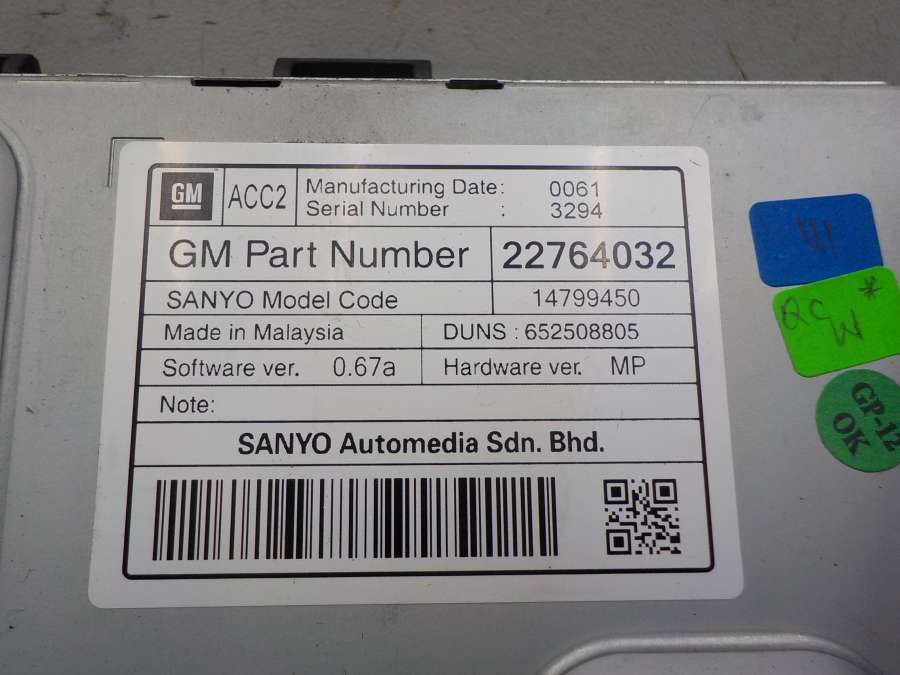 GM ACC2 Manufacturing Date: 0061
Serial Number : 3294
GM Part Number 22764032
SANYO Model Code 14799450
Made in Malaysia DUNS : 652508805
Software ver. 0.67a Hardware ver. MP
Note:
SANYO Automedia Sdn. Bhd.
QC W *
GP-12
OK